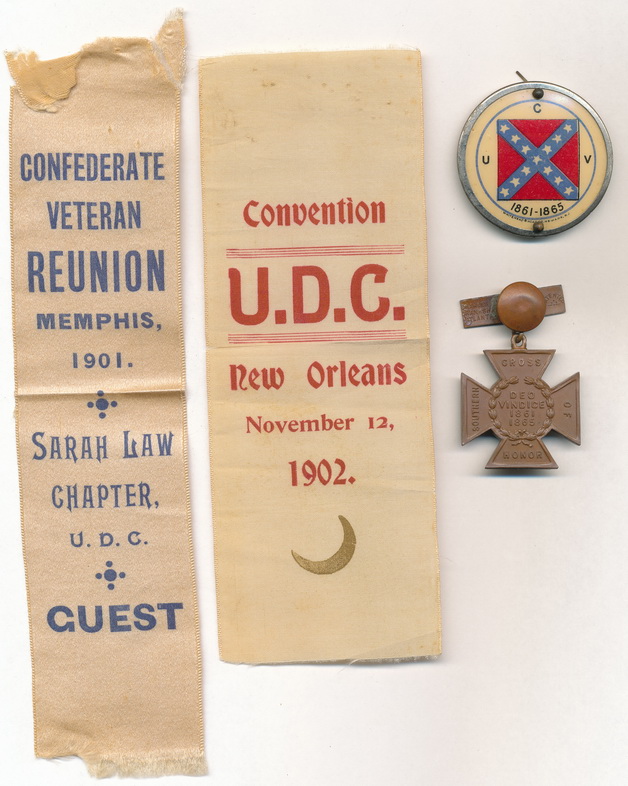 CONFEDERATE
VETERAN
REUNION
MEMPHIS,
1901.
SARAH LAW
CHAPTER,
U. D. C.
GUEST
Convention
U.D.C.
New Orleans
November 12,
1902.
C
U V
1861-1865
CROSS
SOUTHERN
OF
HONOR
DEO
VINDICE
1861
1865